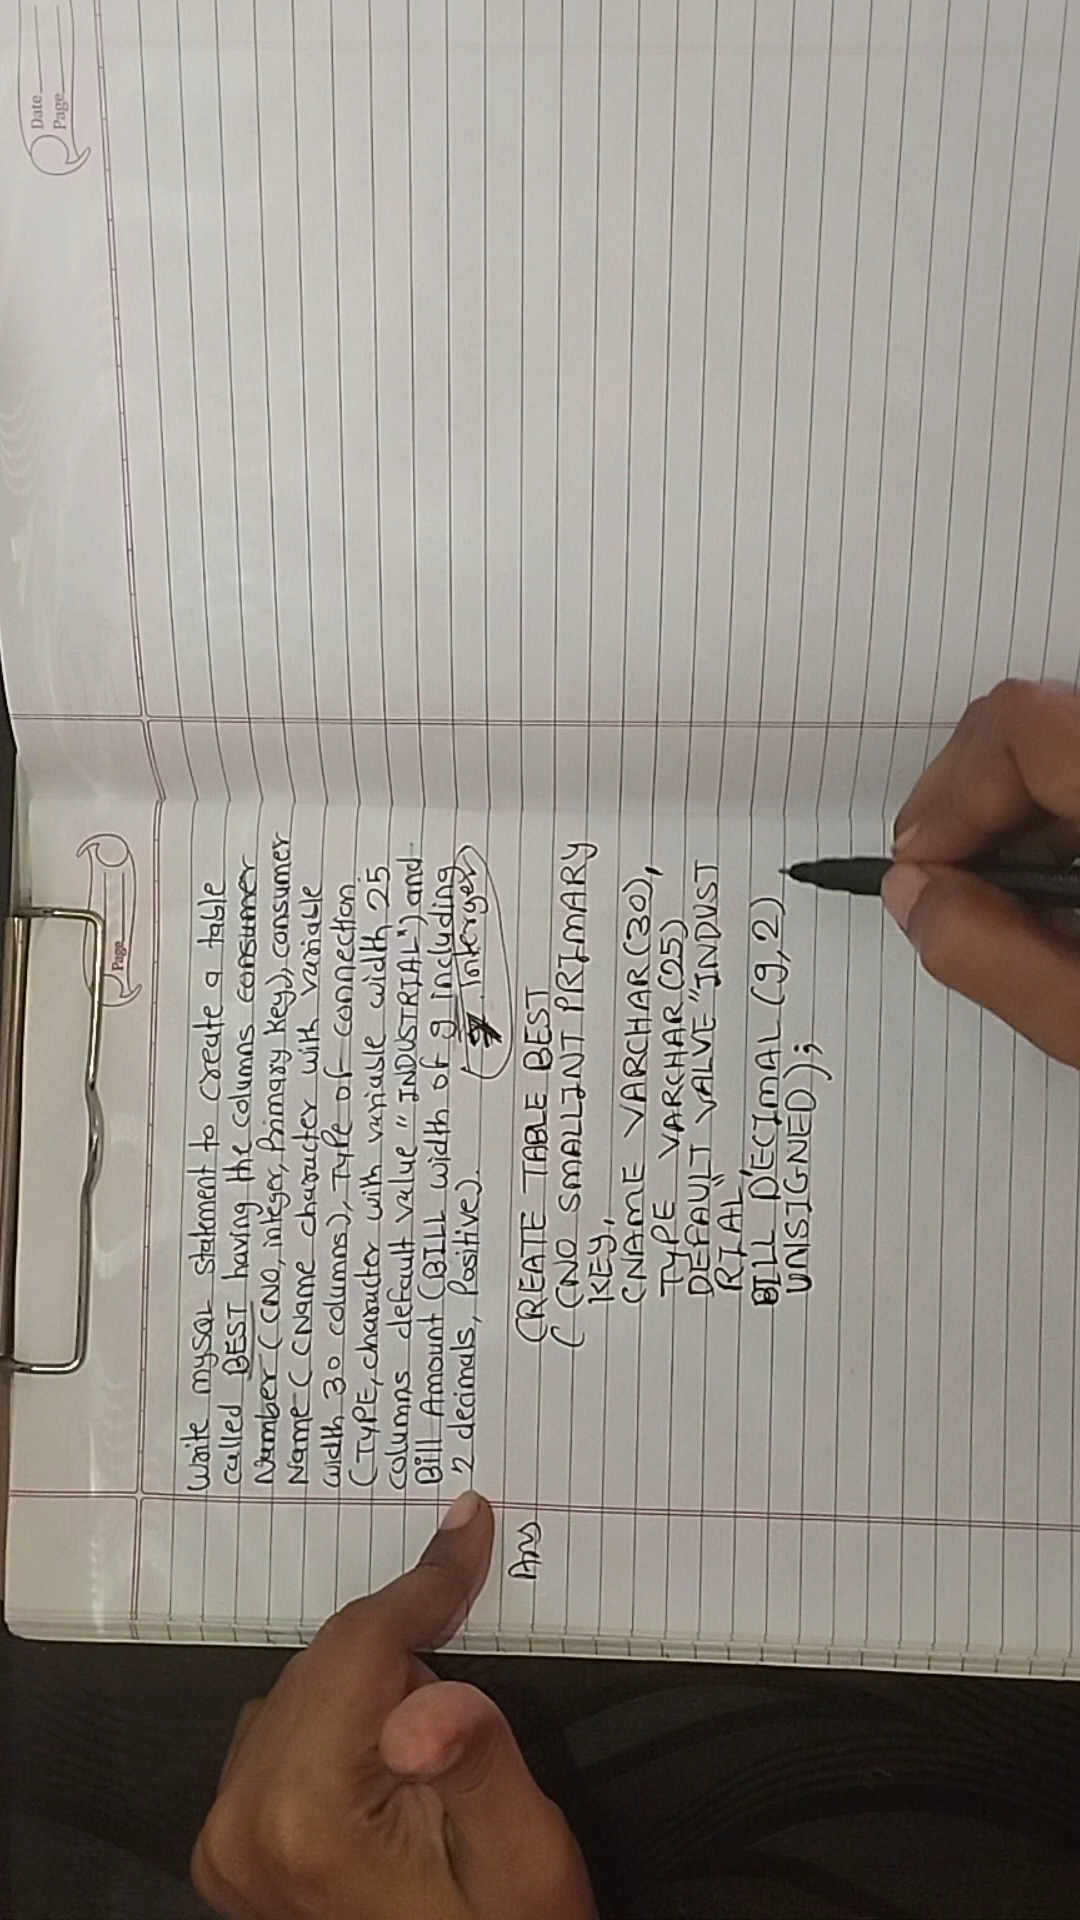 Date
Page
Page
Write mysql statement to create a table
called BEST having the columns consumer
Number (CNO, integer, Primary key), consumer
Name (CName character with variable
width 30 columns), Type of connection
(TYPE, character with variable width 25
columns default value "INDUSTRIAL") and
Bill Amount (BILL width of 9 including
2 decimals, Positive).
7 Interger
Ans
CREATE TABLE BEST
(CNO SMALLINT PRIMARY
KEY,
CNAME VARCHAR(30),
TYPE VARCHAR(25)
DEFAULT VALVE "INDUST
RIAL"
BILL DECIMAL (9,2)
UNSIGNED);